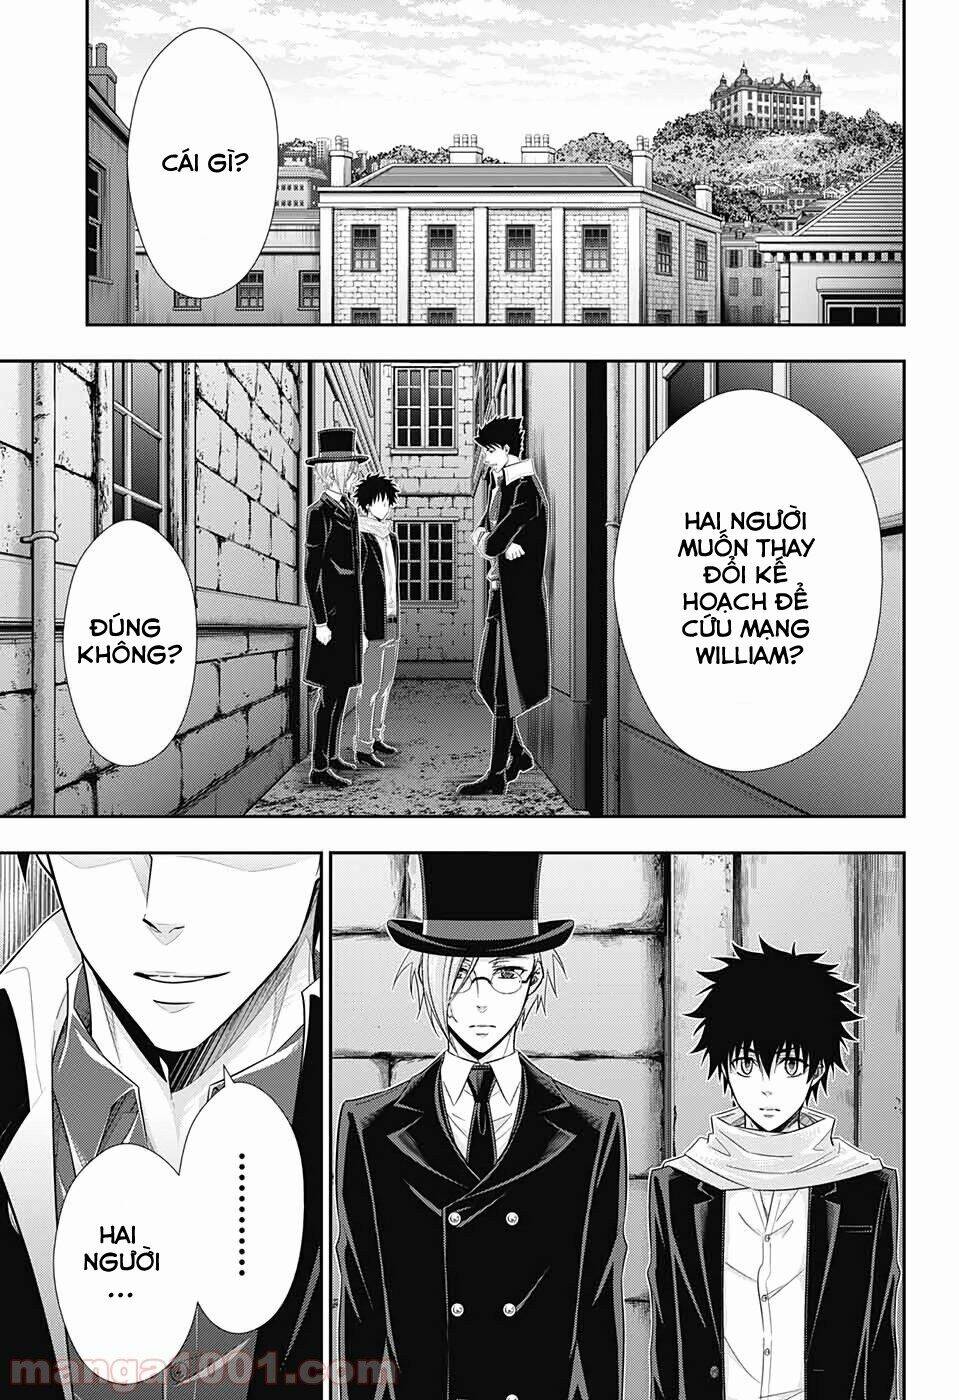 CÁI GÌ?
HAI NGƯỜI
MUỐN THAY
ĐỔI KẾ
HOẠCH ĐỂ
CỨU MẠNG
WILLIAM?
ĐÚNG
KHÔNG?
..........
HAI
NGƯỜI
...
manga1001.com